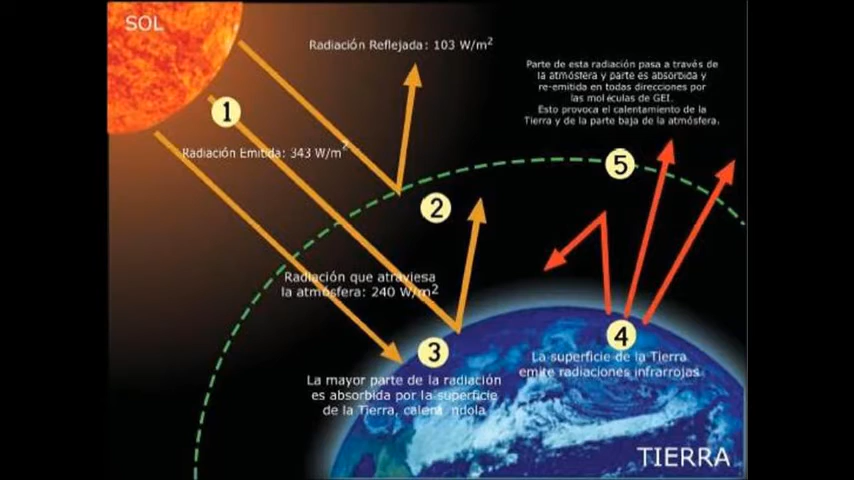 SOL
Radiación Reflejada: 103 W/m²
Parte de esta radiación pasa a través de
la atmósfera y parte es absorbida y
re-emitida en todas direcciones por
las moléculas de GEI.
Esto provoca el calentamiento de la
Tierra y de la parte baja de la atmósfera.
1
Radiación Emitida: 343 W/m²
5
2
Radiación que atraviesa
la atmósfera: 240 W/m²
4
La superficie de la Tierra
emite radiaciones infrarrojas
3
La mayor parte de la radiación
es absorbida por la superficie
de la Tierra,
TIERRA